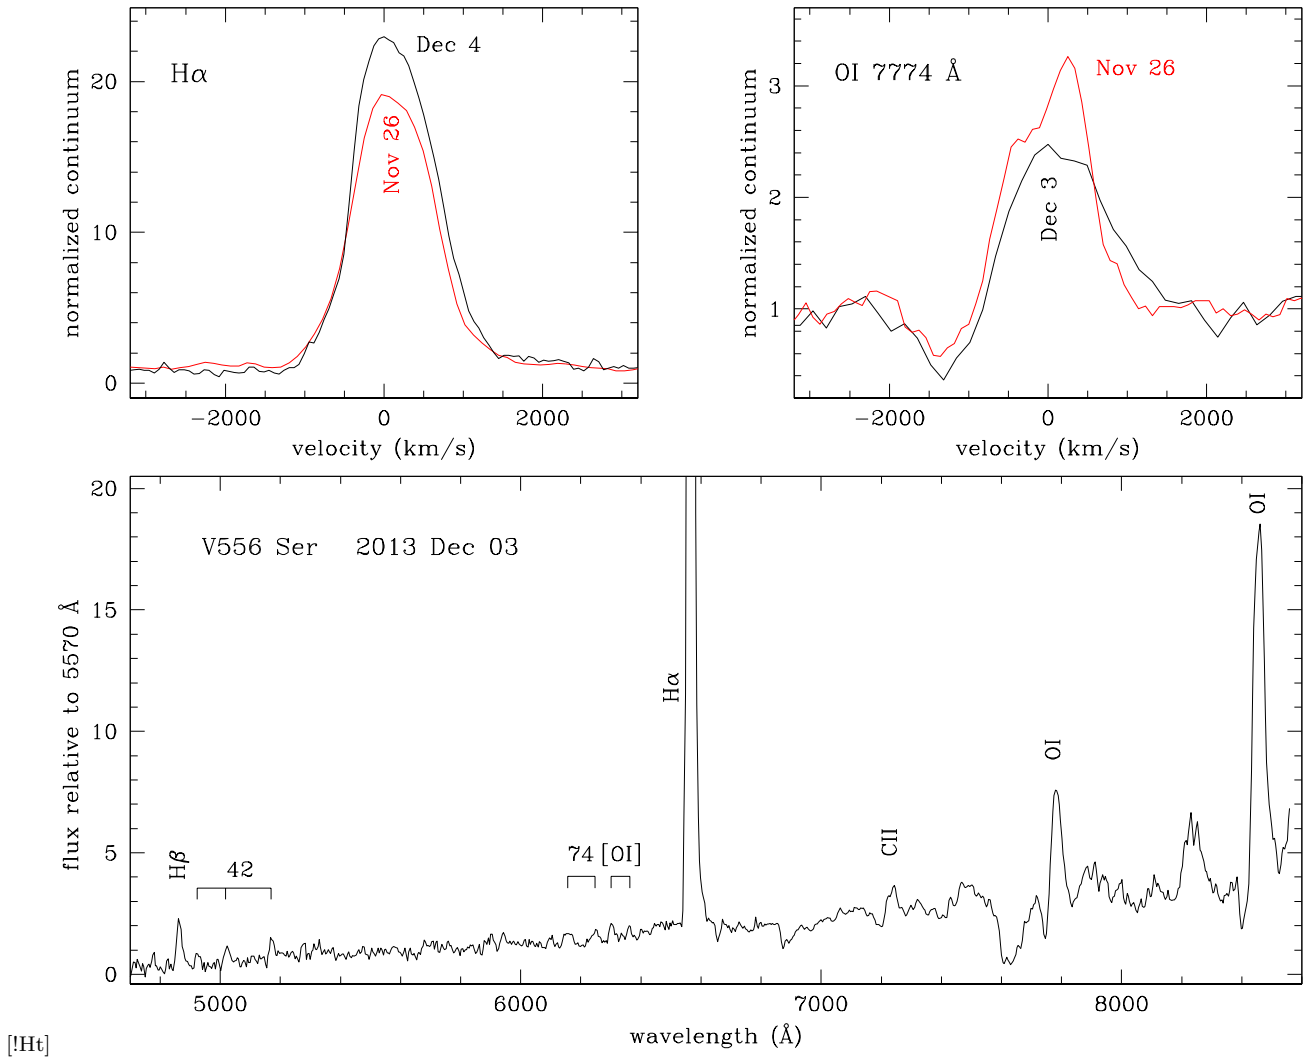 Hα
Dec 4
Nov 26
normalized continuum
20
10
0
−2000 0 2000
velocity (km/s)
OI 7774 Å
Nov 26
Dec 3
normalized continuum
3
2
1
−2000 0 2000
velocity (km/s)
V556 Ser 2013 Dec 03
flux relative to 5570 Å
20
15
10
5
0
Hβ
42
74 [OI]
Hα
CII
OI
OI
5000 6000 7000 8000
wavelength (Å)
[!Ht]